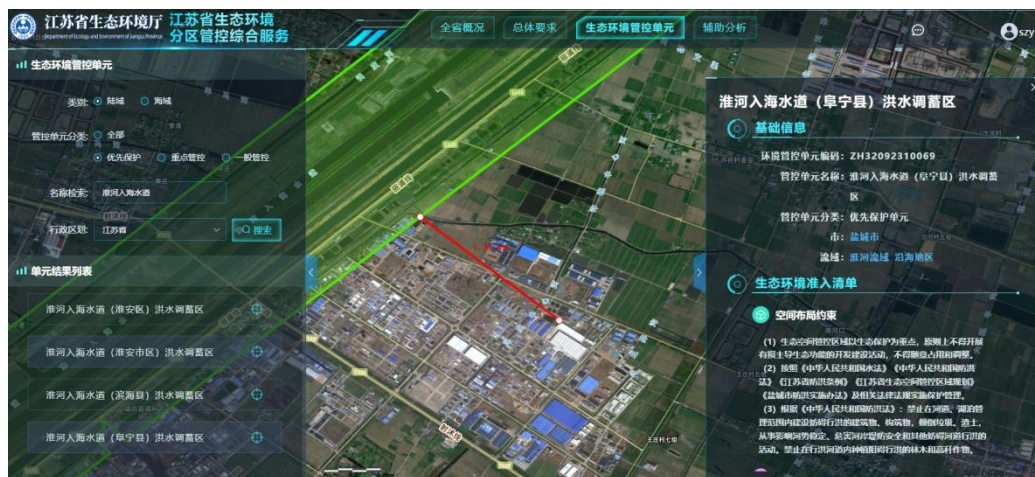 江苏省生态环境厅
Department of Ecology and Environment of Jiangsu Province
江苏省生态环境
分区管控综合服务
全省概况
总体要求
生态环境管控单元
辅助分析
szy
生态环境管控单元
类别: 陆域 海域
管控单元分类: 全部
优先保护 重点管控 一般管控
名称检索: 淮河入海水道
行政区划: 江苏省 搜索
单元结果列表
淮河入海水道（淮安区）洪水调蓄区
淮河入海水道（淮安市区）洪水调蓄区
淮河入海水道（滨海县）洪水调蓄区
淮河入海水道（阜宁县）洪水调蓄区
王庄村七组
淮河入海水道（阜宁县）洪水调蓄区
基础信息
环境管控单元编码: ZH32092310069
管控单元名称: 淮河入海水道（阜宁县）洪水调蓄
区
管控单元分类: 优先保护单元
市: 盐城市
流域: 淮河流域 沿海地区
生态环境准入清单
空间布局约束
（1）生态空间管控区域以生态保护为重点，原则上不得开展
有损主导生态功能的开发建设活动，不得随意占用和调整。
（2）按照《中华人民共和国水法》《中华人民共和国防洪
法》《江苏省防洪条例》《江苏省生态空间管控区域规划》
《盐城市防洪实施办法》及相关法律法规实施保护管理。
（3）根据《中华人民共和国防洪法》：禁止在河道、湖泊管
理范围内建设妨碍行洪的建筑物、构筑物，倾倒垃圾、渣土，
从事影响河势稳定、危害河岸堤防安全和其他妨碍河道行洪的
活动。禁止在行洪河道内种植阻碍行洪的林木和高秆作物。